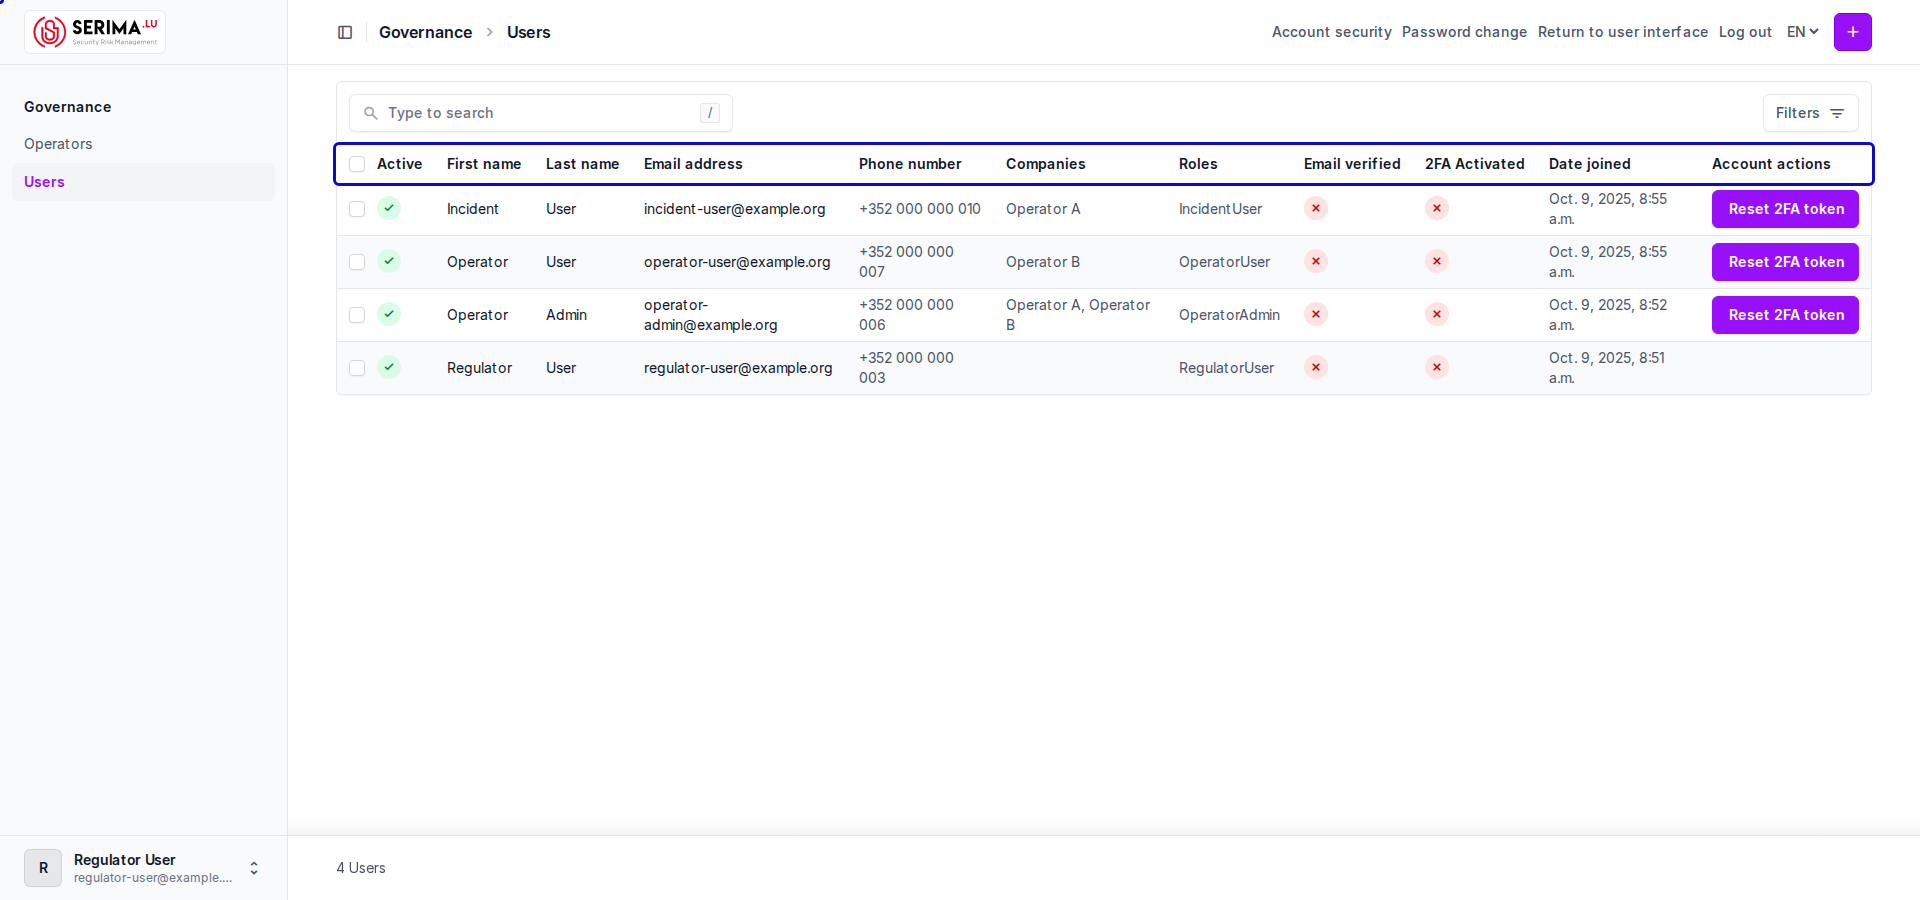 SERIMA.LU
Security Risk Management
Governance
Operators
Users
Governance > Users
Account security Password change Return to user interface Log out EN +
Type to search /
Filters
Active First name Last name Email address Phone number Companies Roles Email verified 2FA Activated Date joined Account actions
Incident User incident-user@example.org +352 000 000 010 Operator A IncidentUser Oct. 9, 2025, 8:55
a.m.
Reset 2FA token
Operator User operator-user@example.org +352 000 000
007
Operator B OperatorUser Oct. 9, 2025, 8:55
a.m.
Reset 2FA token
Operator Admin operator-
admin@example.org
+352 000 000
006
Operator A, Operator
B
OperatorAdmin Oct. 9, 2025, 8:52
a.m.
Reset 2FA token
Regulator User regulator-user@example.org +352 000 000
003
RegulatorUser Oct. 9, 2025, 8:51
a.m.
R
Regulator User
regulator-user@example....
4 Users